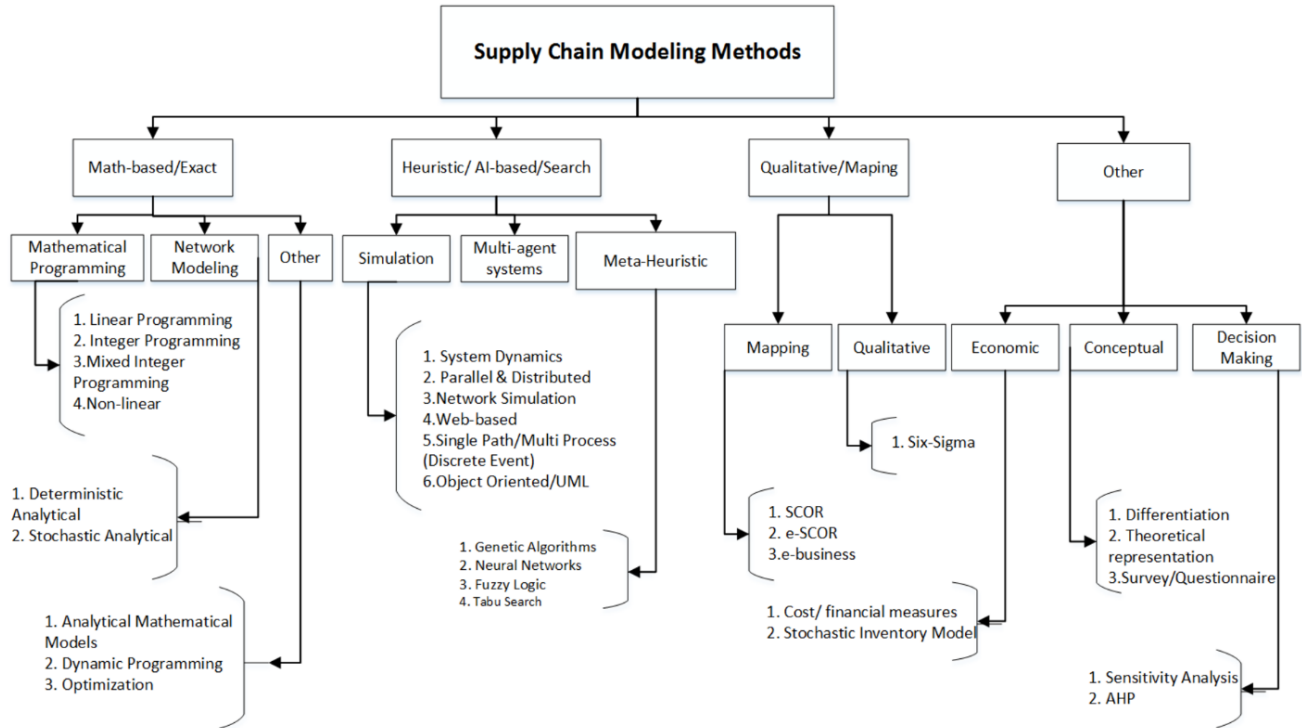 Supply Chain Modeling Methods
Math-based/Exact
Heuristic/ AI-based/Search
Qualitative/Maping
Other
Mathematical
Programming
Network
Modeling
Other
Simulation
Multi-agent
systems
Meta-Heuristic
Mapping
Qualitative
Economic
Conceptual
Decision
Making
1. Linear Programming
2. Integer Programming
3.Mixed Integer
Programming
4.Non-linear
1. Deterministic
Analytical
2. Stochastic Analytical
1. Analytical Mathematical
Models
2. Dynamic Programming
3. Optimization
1. System Dynamics
2. Parallel & Distributed
3.Network Simulation
4.Web-based
5.Single Path/Multi Process
(Discrete Event)
6.Object Oriented/UML
1. Genetic Algorithms
2. Neural Networks
3. Fuzzy Logic
4. Tabu Search
1. SCOR
2. e-SCOR
3.e-business
1. Six-Sigma
1. Cost/ financial measures
2. Stochastic Inventory Model
1. Differentiation
2. Theoretical
representation
3.Survey/Questionnaire
1. Sensitivity Analysis
2. AHP